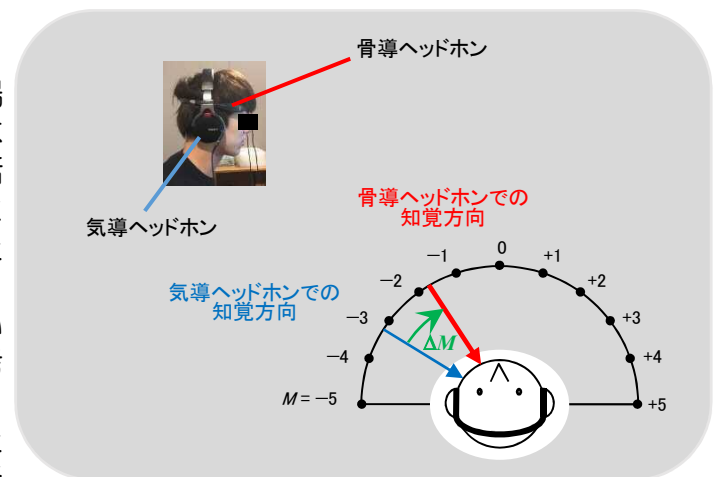 骨導ヘッドホン
気導ヘッドホン
骨導ヘッドホンでの
知覚方向
気導ヘッドホンでの
知覚方向
ΔM
M = −5
−4
−3
−2
−1
0
+1
+2
+3
+4
+5